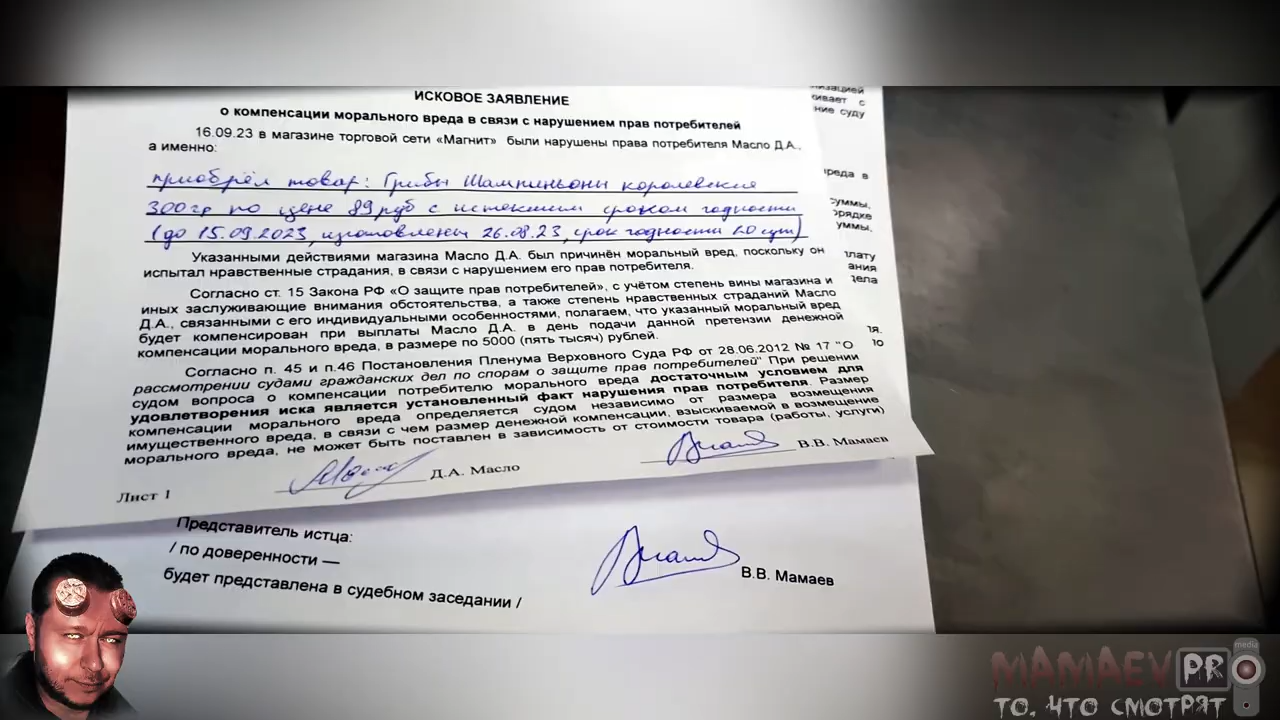 ИСКОВОЕ ЗАЯВЛЕНИЕ
о компенсации морального вреда в связи с нарушением прав потребителей
16.09.23 в магазине торговой сети «Магнит» были нарушены права потребителя Масло Д.А.,
а именно:
приобрёл товар: Грибы Шампиньоны королевские
300гр по цене 89 руб с истекшим сроком годности
(до 15.09.2023, изготовлены 26.08.23, срок годности 20 сут)
Указанными действиями магазина Масло Д.А. был причинён моральный вред, поскольку он
испытал нравственные страдания, в связи с нарушением его прав потребителя.
Согласно ст. 15 Закона РФ «О защите прав потребителей», с учётом степень вины магазина и
иных заслуживающие внимания обстоятельства, а также степень нравственных страданий Масло
Д.А., связанными с его индивидуальными особенностями, полагаем, что указанный моральный вред
будет компенсирован при выплаты Масло Д.А. в день подачи данной претензии денежной
компенсации морального вреда, в размере по 5000 (пять тысяч) рублей.
Согласно п. 45 и п.46 Постановления Пленума Верховного Суда РФ от 28.06.2012 № 17 "О
рассмотрении судами гражданских дел по спорам о защите прав потребителей" При решении
судом вопроса о компенсации потребителю морального вреда достаточным условием для
удовлетворения иска является установленный факт нарушения прав потребителя. Размер
компенсации морального вреда определяется судом независимо от размера возмещения
имущественного вреда, в связи с чем размер денежной компенсации, взыскиваемой в возмещение
морального вреда, не может быть поставлен в зависимость от стоимости товара (работы, услуги)
Лист 1 Д.А. Масло В.В. Мамаев
Представитель истца:
/ по доверенности —
будет представлена в судебном заседании / В.В. Мамаев
MAMAEV PRO media
ТО, ЧТО СМОТРЯТ